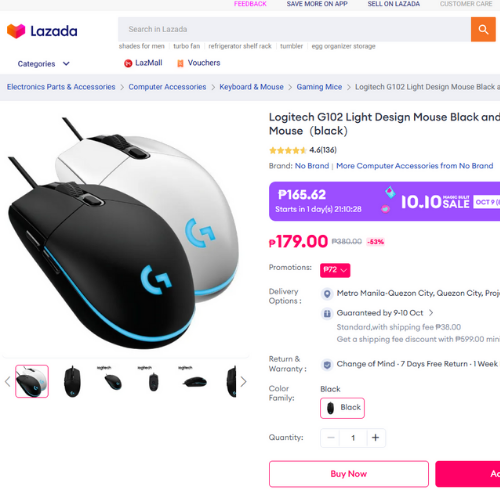 FEEDBACK SAVE MORE ON APP SELL ON LAZADA CUSTOMER CARE
Lazada
Search in Lazada
shades for men turbo fan refrigerator shelf rack tumbler egg organizer storage
Categories LazMall Vouchers
Electronics Parts & Accessories > Computer Accessories > Keyboard & Mouse > Gaming Mice > Logitech G102 Light Design Mouse Black
Logitech G102 Light Design Mouse Black and
Mouse (black)
4.6(136)
Brand: No Brand | More Computer Accessories from No Brand
₱165.62
Starts in 1 day(s) 21:10:28
10.10 SALE OCT 9
₱179.00 ₱380.00 -53%
Promotions: ₱72
Delivery Options :
Metro Manila-Quezon City, Quezon City,
Guaranteed by 9-10 Oct >
Standard,with shipping fee ₱38.00
Get a shipping fee discount with ₱599.00
Return & Warranty :
Change of Mind · 7 Days Free Return · 1 Week
Color Family:
Black
Black
Quantity: − 1 +
Buy Now